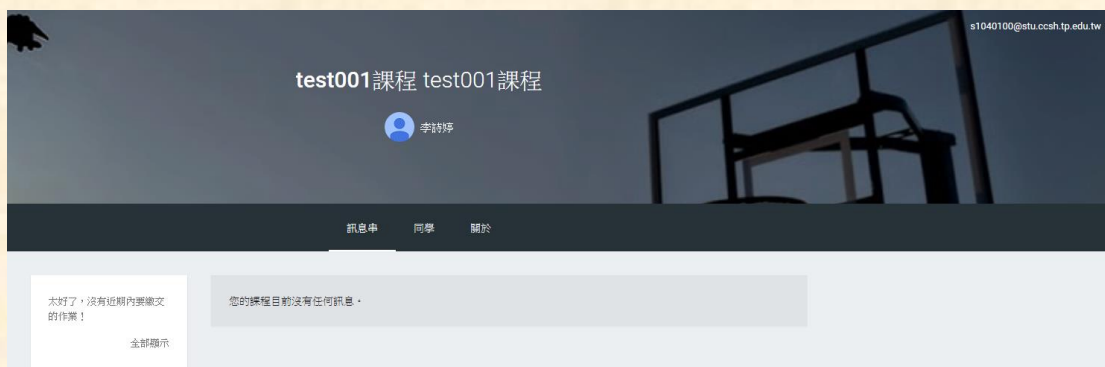 s1040100@stu.ccsh.tp.edu.tw
test001課程 test001課程
李詩婷
訊息串 同學 關於
太好了，沒有近期內要繳交
的作業！
全部顯示
您的課程目前沒有任何訊息。